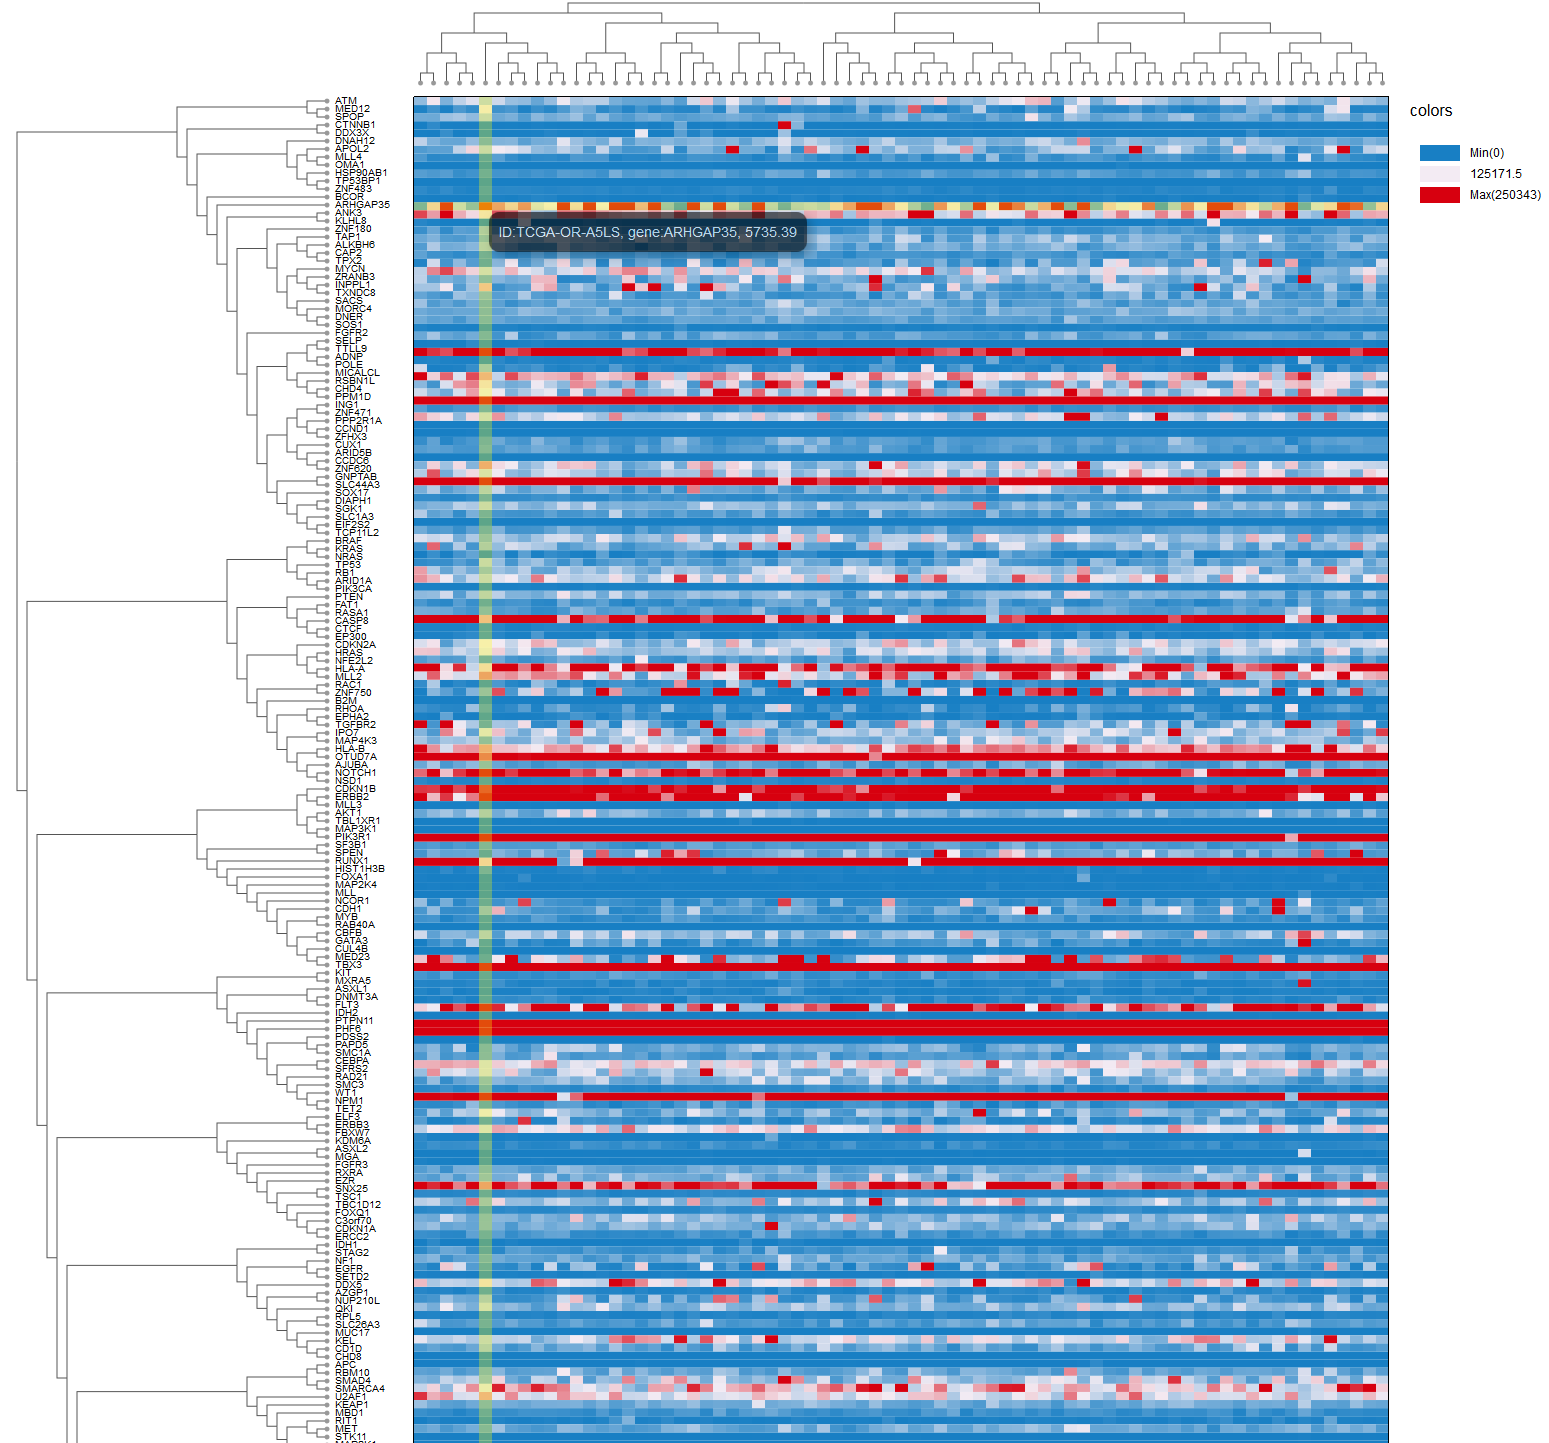 colors
Min(0)
125171.5
Max(250343)
ATM
MED12
SPOP
CTNNB1
DDX3X
DNAH12
APOL2
MLL4
OMA1
HSP90AB1
TP53BP1
ZNF483
BCOR
ARHGAP35
ANK3
KLHL8
ZNF180
ID:TCGA-OR-A5LS, gene:ARHGAP35, 5735.39
TAP1
ALKBH6
CAP2
TPX2
MYCN
ZRANB3
INPPL1
TXNDC8
SACS
MORC4
DNER
SOS1
FGFR2
SELP
TTLL9
ADNP
POLE
MICALCL
RSBN1L
CHD4
PPM1D
ING1
ZNF471
PPP2R1A
CCND1
ZFHX3
CUX1
ARID5B
CCDC6
ZNF620
GNPTAB
SLC44A3
SOX17
DIAPH1
SGK1
SLC1A3
EIF2S2
TCP11L2
BRAF
KRAS
NRAS
TP53
RB1
ARID1A
PIK3CA
PTEN
FAT1
RASA1
CASP8
CTCF
EP300
CDKN2A
HRAS
NFE2L2
HLA-A
MLL2
RAC1
ZNF750
B2M
RHOA
EPHA2
TGFBR2
IPO7
MAP4K3
HLA-B
OTUD7A
AJUBA
NOTCH1
NSD1
CDKN1B
ERBB2
MLL3
AKT1
TBL1XR1
MAP3K1
PIK3R1
SF3B1
SPEN
RUNX1
HIST1H3B
FOXA1
MAP2K4
MLL
NCOR1
CDH1
MYB
RAB40A
CBFB
GATA3
CUL4B
MED23
TBX3
KIT
MXRA5
ASXL1
DNMT3A
FLT3
IDH2
PTPN11
PHF6
PDSS2
PAPD5
SMC1A
CEBPA
SFRS2
RAD21
SMC3
WT1
NPM1
TET2
ELF3
ERBB3
FBXW7
KDM6A
ASXL2
MGA
FGFR3
RXRA
EZR
SNX25
TSC1
TBC1D12
FOXQ1
C3orf70
CDKN1A
ERCC2
IDH1
STAG2
NF1
EGFR
SETD2
DDX5
AZGP1
NUP210L
QKI
RPL5
SLC26A3
MUC17
KEL
CD1D
CHD8
APC
RBM10
SMAD4
SMARCA4
U2AF1
KEAP1
MBD1
RIT1
MET
STK11